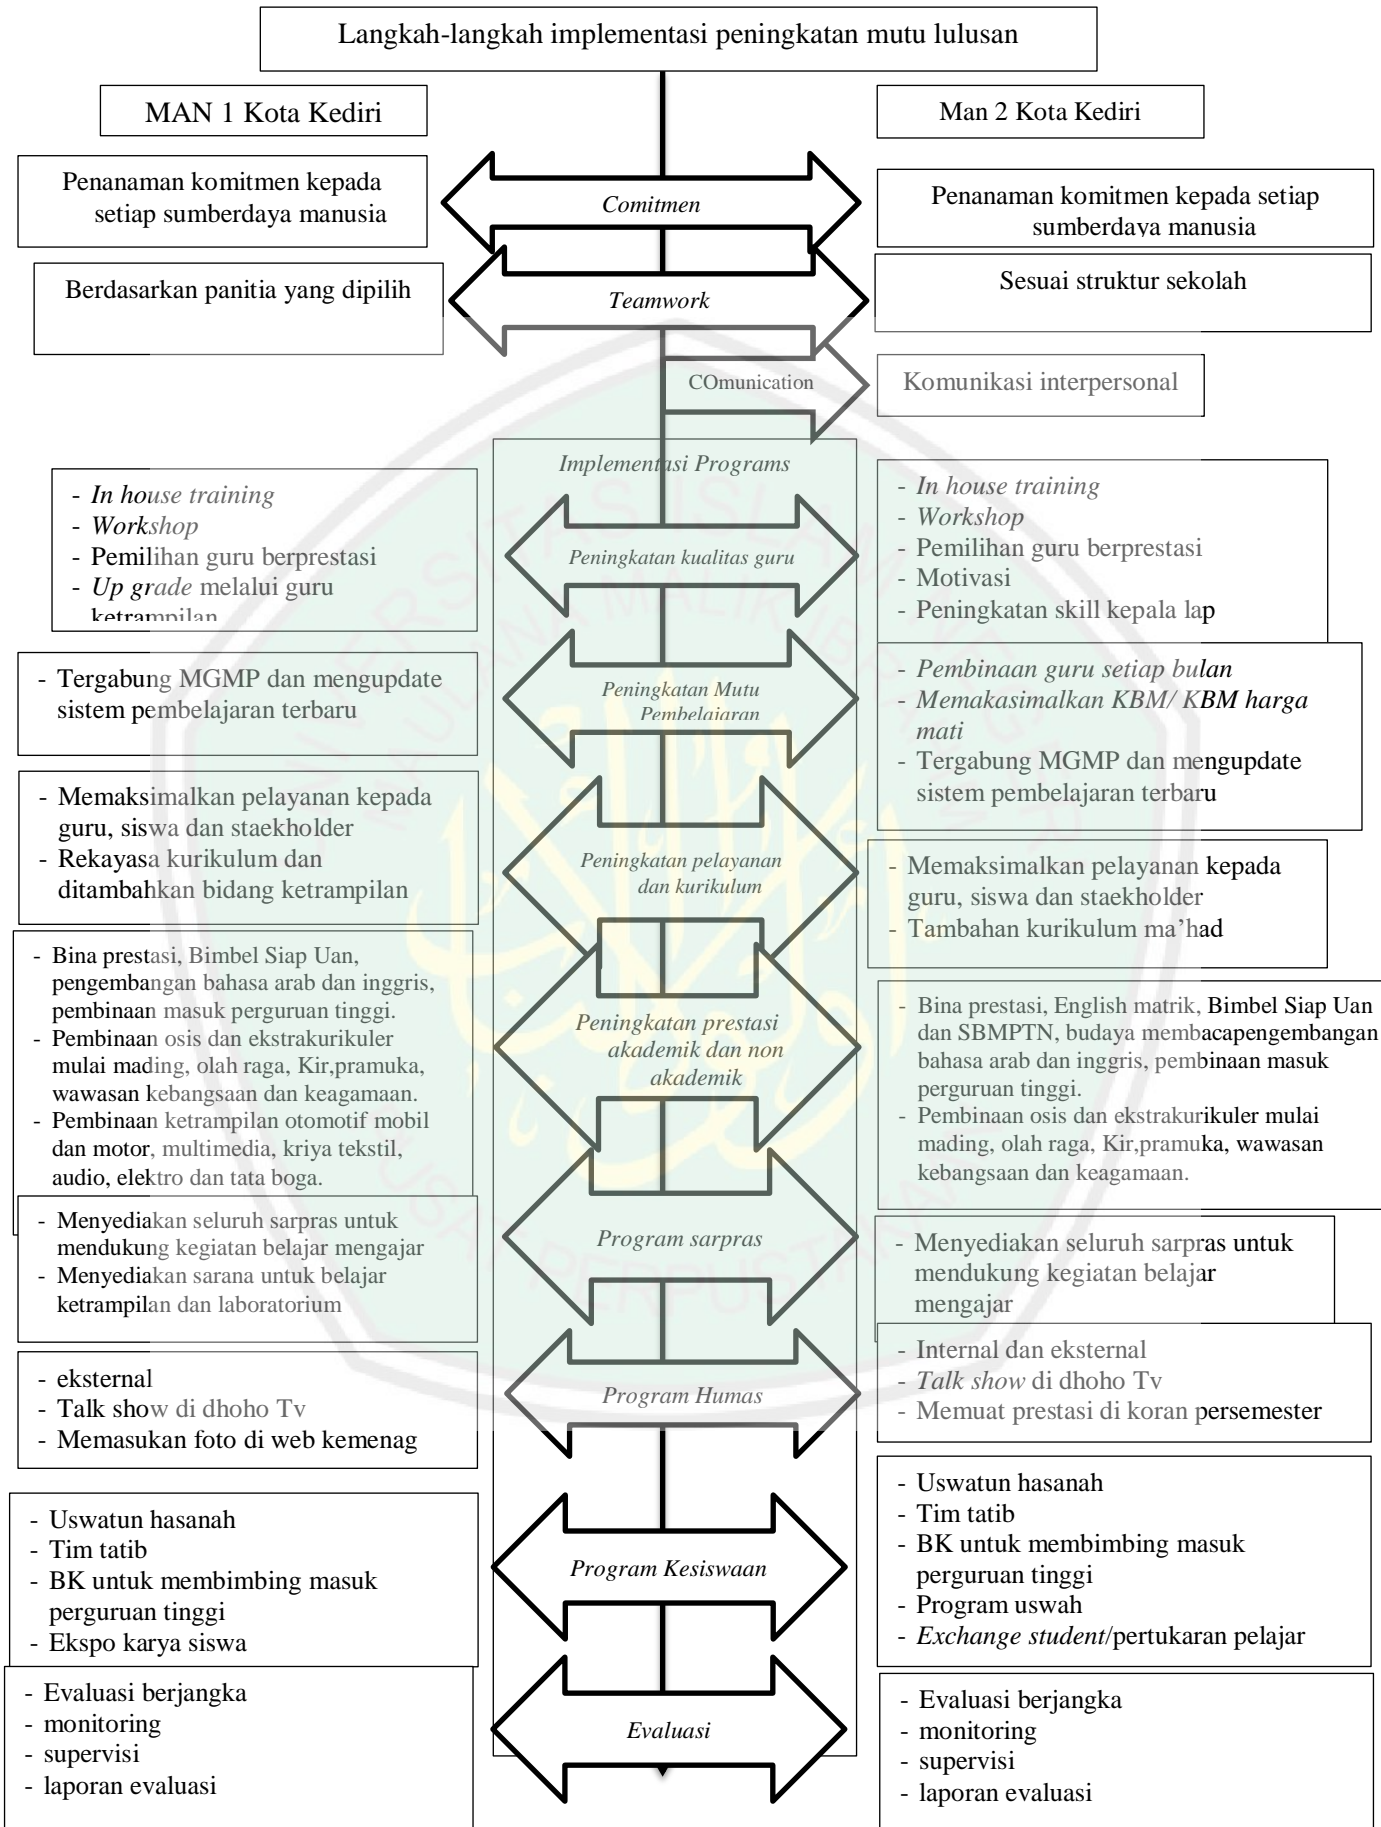 Langkah-langkah implementasi peningkatan mutu lulusan
MAN 1 Kota Kediri
Man 2 Kota Kediri
Penanaman komitmen kepada
setiap sumberdaya manusia
Comitmen
Penanaman komitmen kepada setiap
sumberdaya manusia
Berdasarkan panitia yang dipilih
Teamwork
Sesuai struktur sekolah
COmunication
Komunikasi interpersonal
Implementasi Programs
- In house training
- Workshop
- Pemilihan guru berprestasi
- Up grade melalui guru
ketrampilan
Peningkatan kualitas guru
- In house training
- Workshop
- Pemilihan guru berprestasi
- Motivasi
- Peningkatan skill kepala lap
- Tergabung MGMP dan mengupdate
sistem pembelajaran terbaru
Peningkatan Mutu
Pembelajaran
- Pembinaan guru setiap bulan
- Memakasimalkan KBM/ KBM harga
mati
- Tergabung MGMP dan mengupdate
sistem pembelajaran terbaru
- Memaksimalkan pelayanan kepada
guru, siswa dan staekholder
- Rekayasa kurikulum dan
ditambahkan bidang ketrampilan
Peningkatan pelayanan
dan kurikulum
- Memaksimalkan pelayanan kepada
guru, siswa dan staekholder
- Tambahan kurikulum ma’had
- Bina prestasi, Bimbel Siap Uan,
pengembangan bahasa arab dan inggris,
pembinaan masuk perguruan tinggi.
- Pembinaan osis dan ekstrakurikuler
mulai mading, olah raga, Kir,pramuka,
wawasan kebangsaan dan keagamaan.
- Pembinaan ketrampilan otomotif mobil
dan motor, multimedia, kriya tekstil,
audio, elektro dan tata boga.
Peningkatan prestasi
akademik dan non
akademik
- Bina prestasi, English matrik, Bimbel Siap Uan
dan SBMPTN, budaya membacapengembangan
bahasa arab dan inggris, pembinaan masuk
perguruan tinggi.
- Pembinaan osis dan ekstrakurikuler mulai
mading, olah raga, Kir,pramuka, wawasan
kebangsaan dan keagamaan.
- Menyediakan seluruh sarpras untuk
mendukung kegiatan belajar mengajar
- Menyediakan sarana untuk belajar
ketrampilan dan laboratorium
Program sarpras
- Menyediakan seluruh sarpras untuk
mendukung kegiatan belajar
mengajar
- eksternal
- Talk show di dhoho Tv
- Memasukan foto di web kemenag
Program Humas
- Internal dan eksternal
- Talk show di dhoho Tv
- Memuat prestasi di koran persemester
- Uswatun hasanah
- Tim tatib
- BK untuk membimbing masuk
perguruan tinggi
- Ekspo karya siswa
Program Kesiswaan
- Uswatun hasanah
- Tim tatib
- BK untuk membimbing masuk
perguruan tinggi
- Program uswah
- Exchange student/pertukaran pelajar
- Evaluasi berjangka
- monitoring
- supervisi
- laporan evaluasi
Evaluasi
- Evaluasi berjangka
- monitoring
- supervisi
- laporan evaluasi
UNIVERSITAS ISLAM NEGERI
MAULANA MALIK IBRAHIM
PUSAT PERPUSTAKAAN